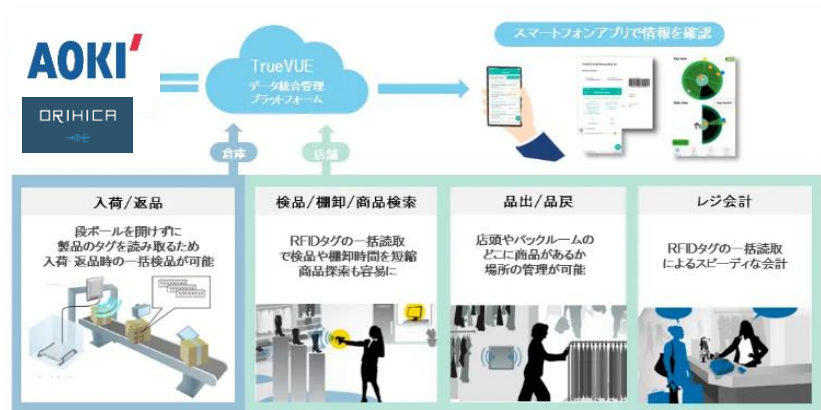 AOKI
ORIHICA
TrueVUE
データ統合管理
プラットフォーム
スマートフォンアプリで情報を確認
倉庫
店舗
入荷/返品
段ボールを開けずに
製品のタグを読み取るため
入荷・返品時の一括検品が可能
検品/棚卸/商品検索
RFIDタグの一括読取
で検品や棚卸時間を短縮
商品探索も容易に
品出/品戻
店頭やバックルームの
どこに商品があるか
場所の管理が可能
レジ会計
RFIDタグの一括読取
によるスピーディな会計